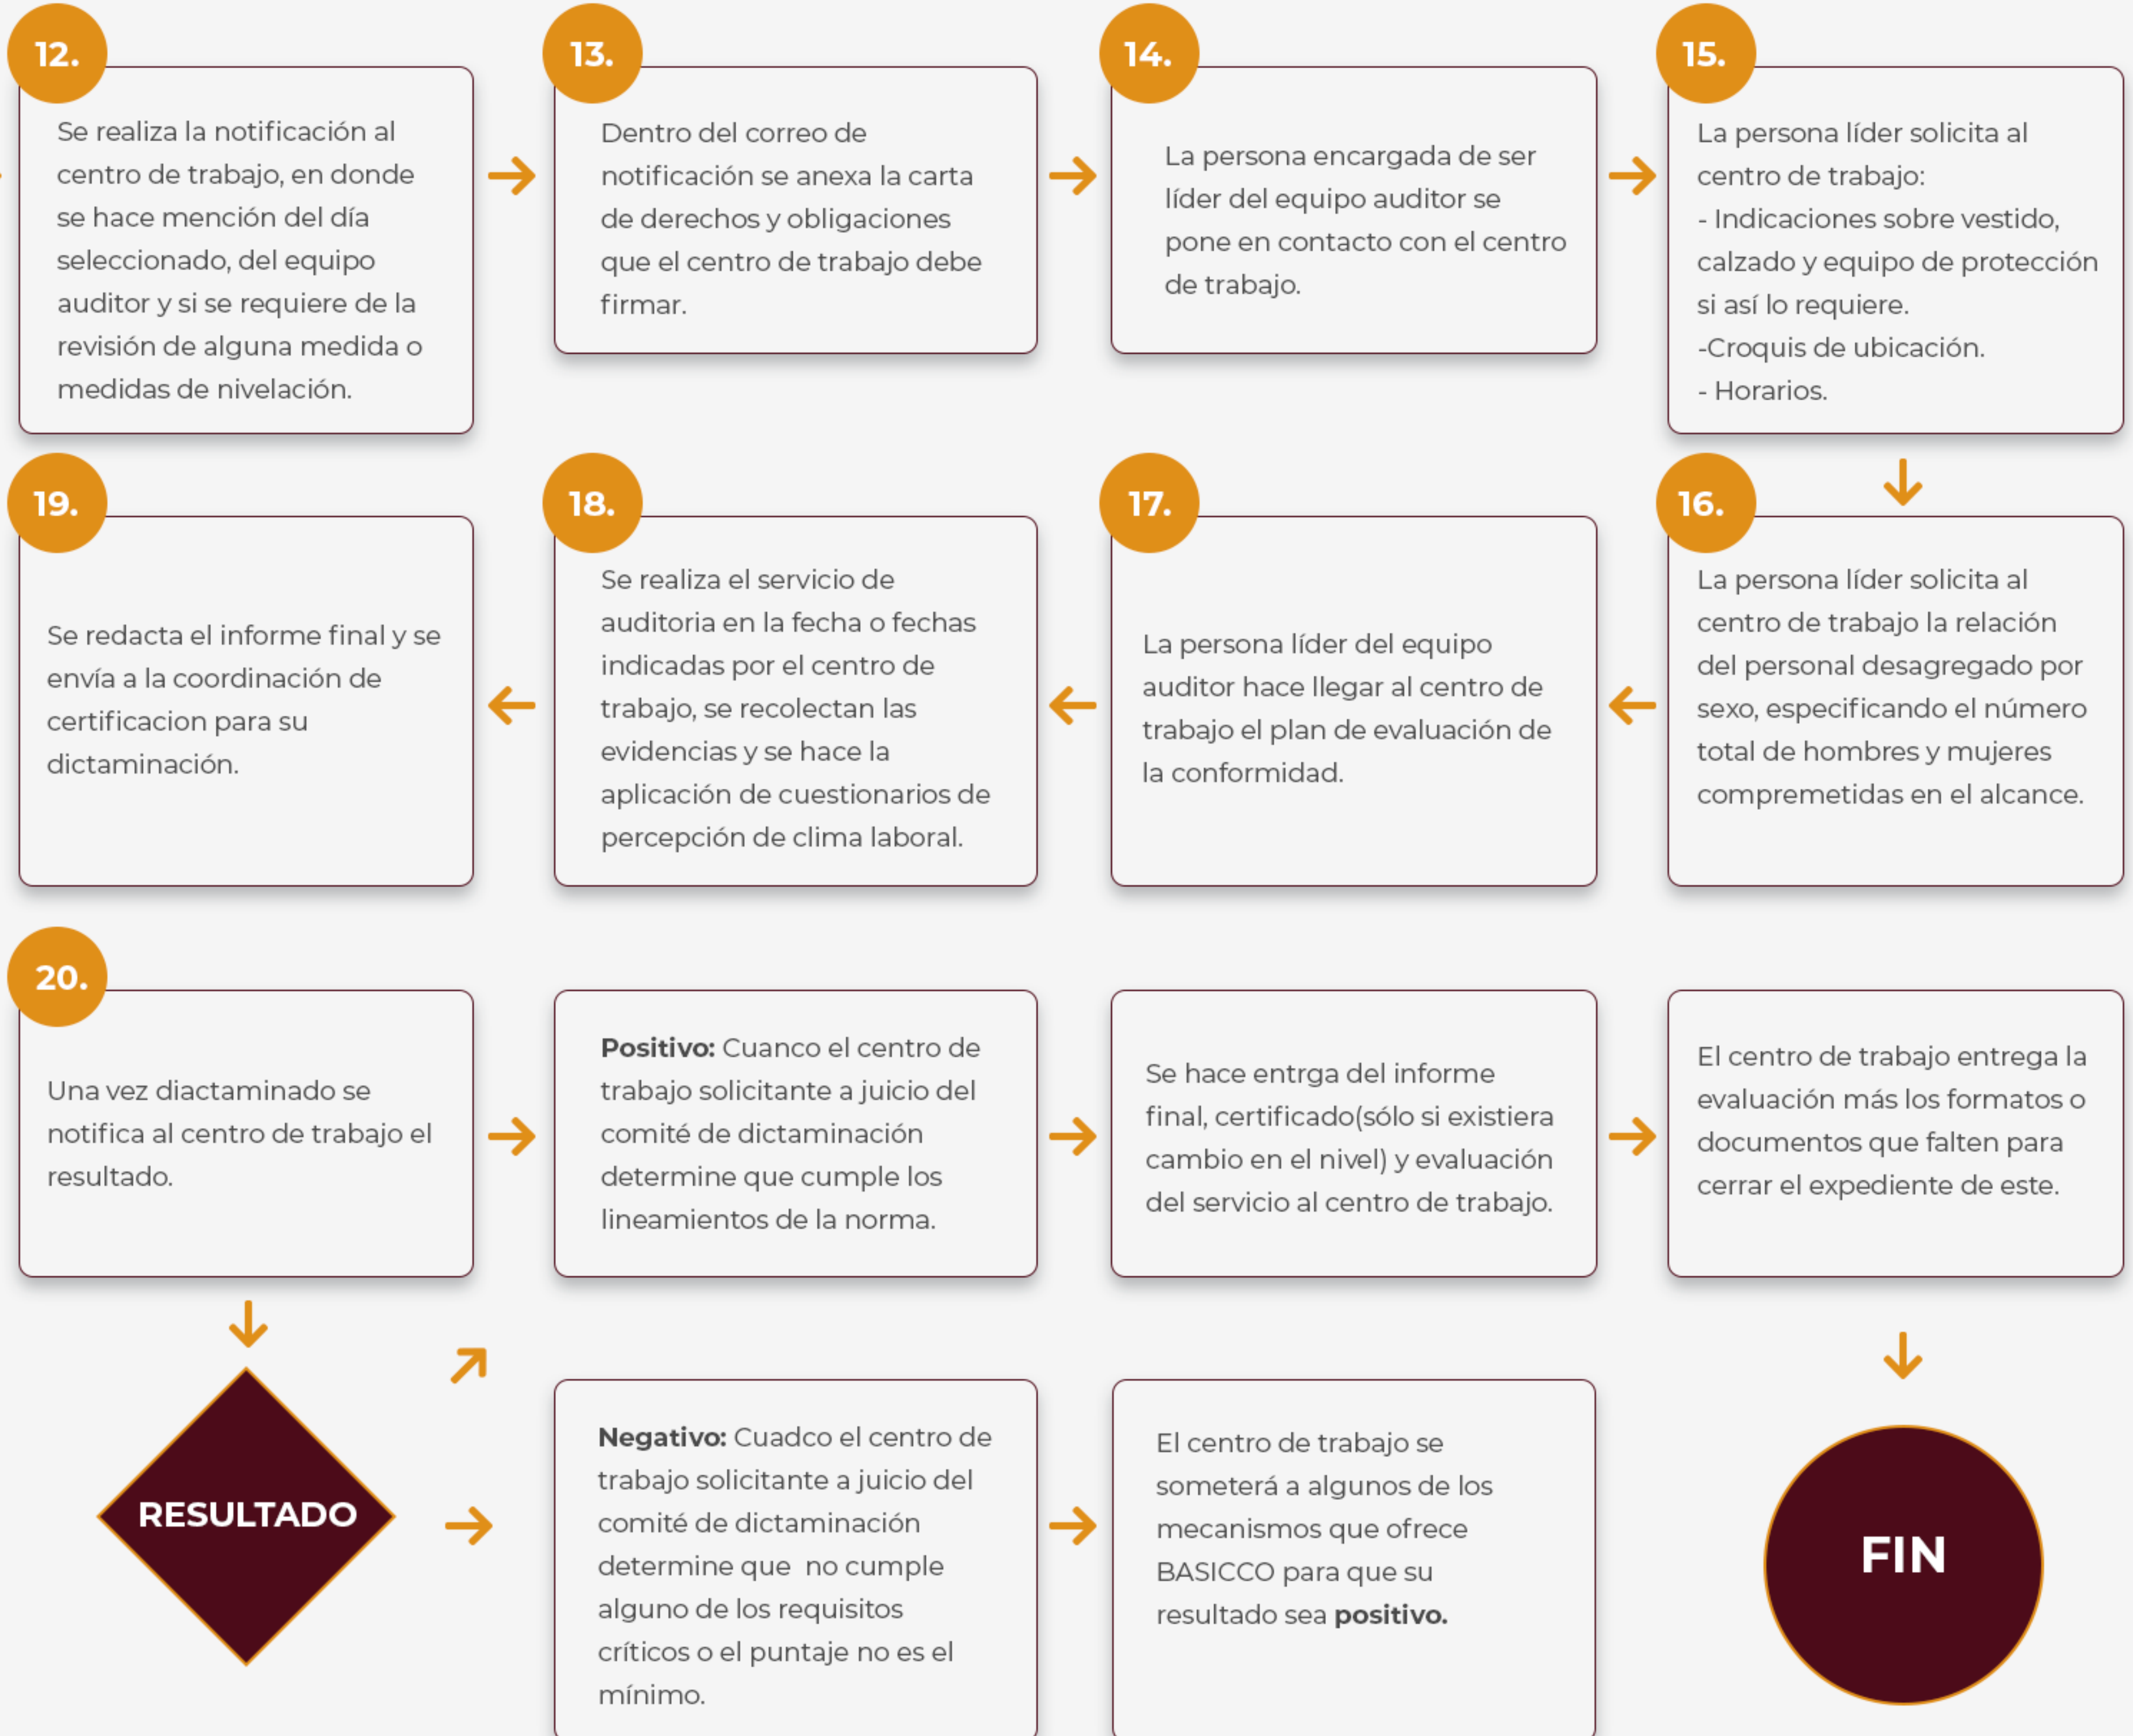 12.
Se realiza la notificación al
centro de trabajo, en donde
se hace mención del día
seleccionado, del equipo
auditor y si se requiere de la
revisión de alguna medida o
medidas de nivelación.
13.
Dentro del correo de
notificación se anexa la carta
de derechos y obligaciones
que el centro de trabajo debe
firmar.
14.
La persona encargada de ser
líder del equipo auditor se
pone en contacto con el centro
de trabajo.
15.
La persona líder solicita al
centro de trabajo:
- Indicaciones sobre vestido,
calzado y equipo de protección
si así lo requiere.
-Croquis de ubicación.
- Horarios.
16.
La persona líder solicita al
centro de trabajo la relación
del personal desagregado por
sexo, especificando el número
total de hombres y mujeres
compremetidas en el alcance.
17.
La persona líder del equipo
auditor hace llegar al centro de
trabajo el plan de evaluación de
la conformidad.
18.
Se realiza el servicio de
auditoria en la fecha o fechas
indicadas por el centro de
trabajo, se recolectan las
evidencias y se hace la
aplicación de cuestionarios de
percepción de clima laboral.
19.
Se redacta el informe final y se
envía a la coordinación de
certificacion para su
dictaminación.
20.
Una vez diactaminado se
notifica al centro de trabajo el
resultado.
RESULTADO
Positivo: Cuanco el centro de
trabajo solicitante a juicio del
comité de dictaminación
determine que cumple los
lineamientos de la norma.
Se hace entrga del informe
final, certificado(sólo si existiera
cambio en el nivel) y evaluación
del servicio al centro de trabajo.
El centro de trabajo entrega la
evaluación más los formatos o
documentos que falten para
cerrar el expediente de este.
Negativo: Cuadco el centro de
trabajo solicitante a juicio del
comité de dictaminación
determine que  no cumple
alguno de los requisitos
críticos o el puntaje no es el
mínimo.
El centro de trabajo se
someterá a algunos de los
mecanismos que ofrece
BASICCO para que su
resultado sea positivo.
FIN